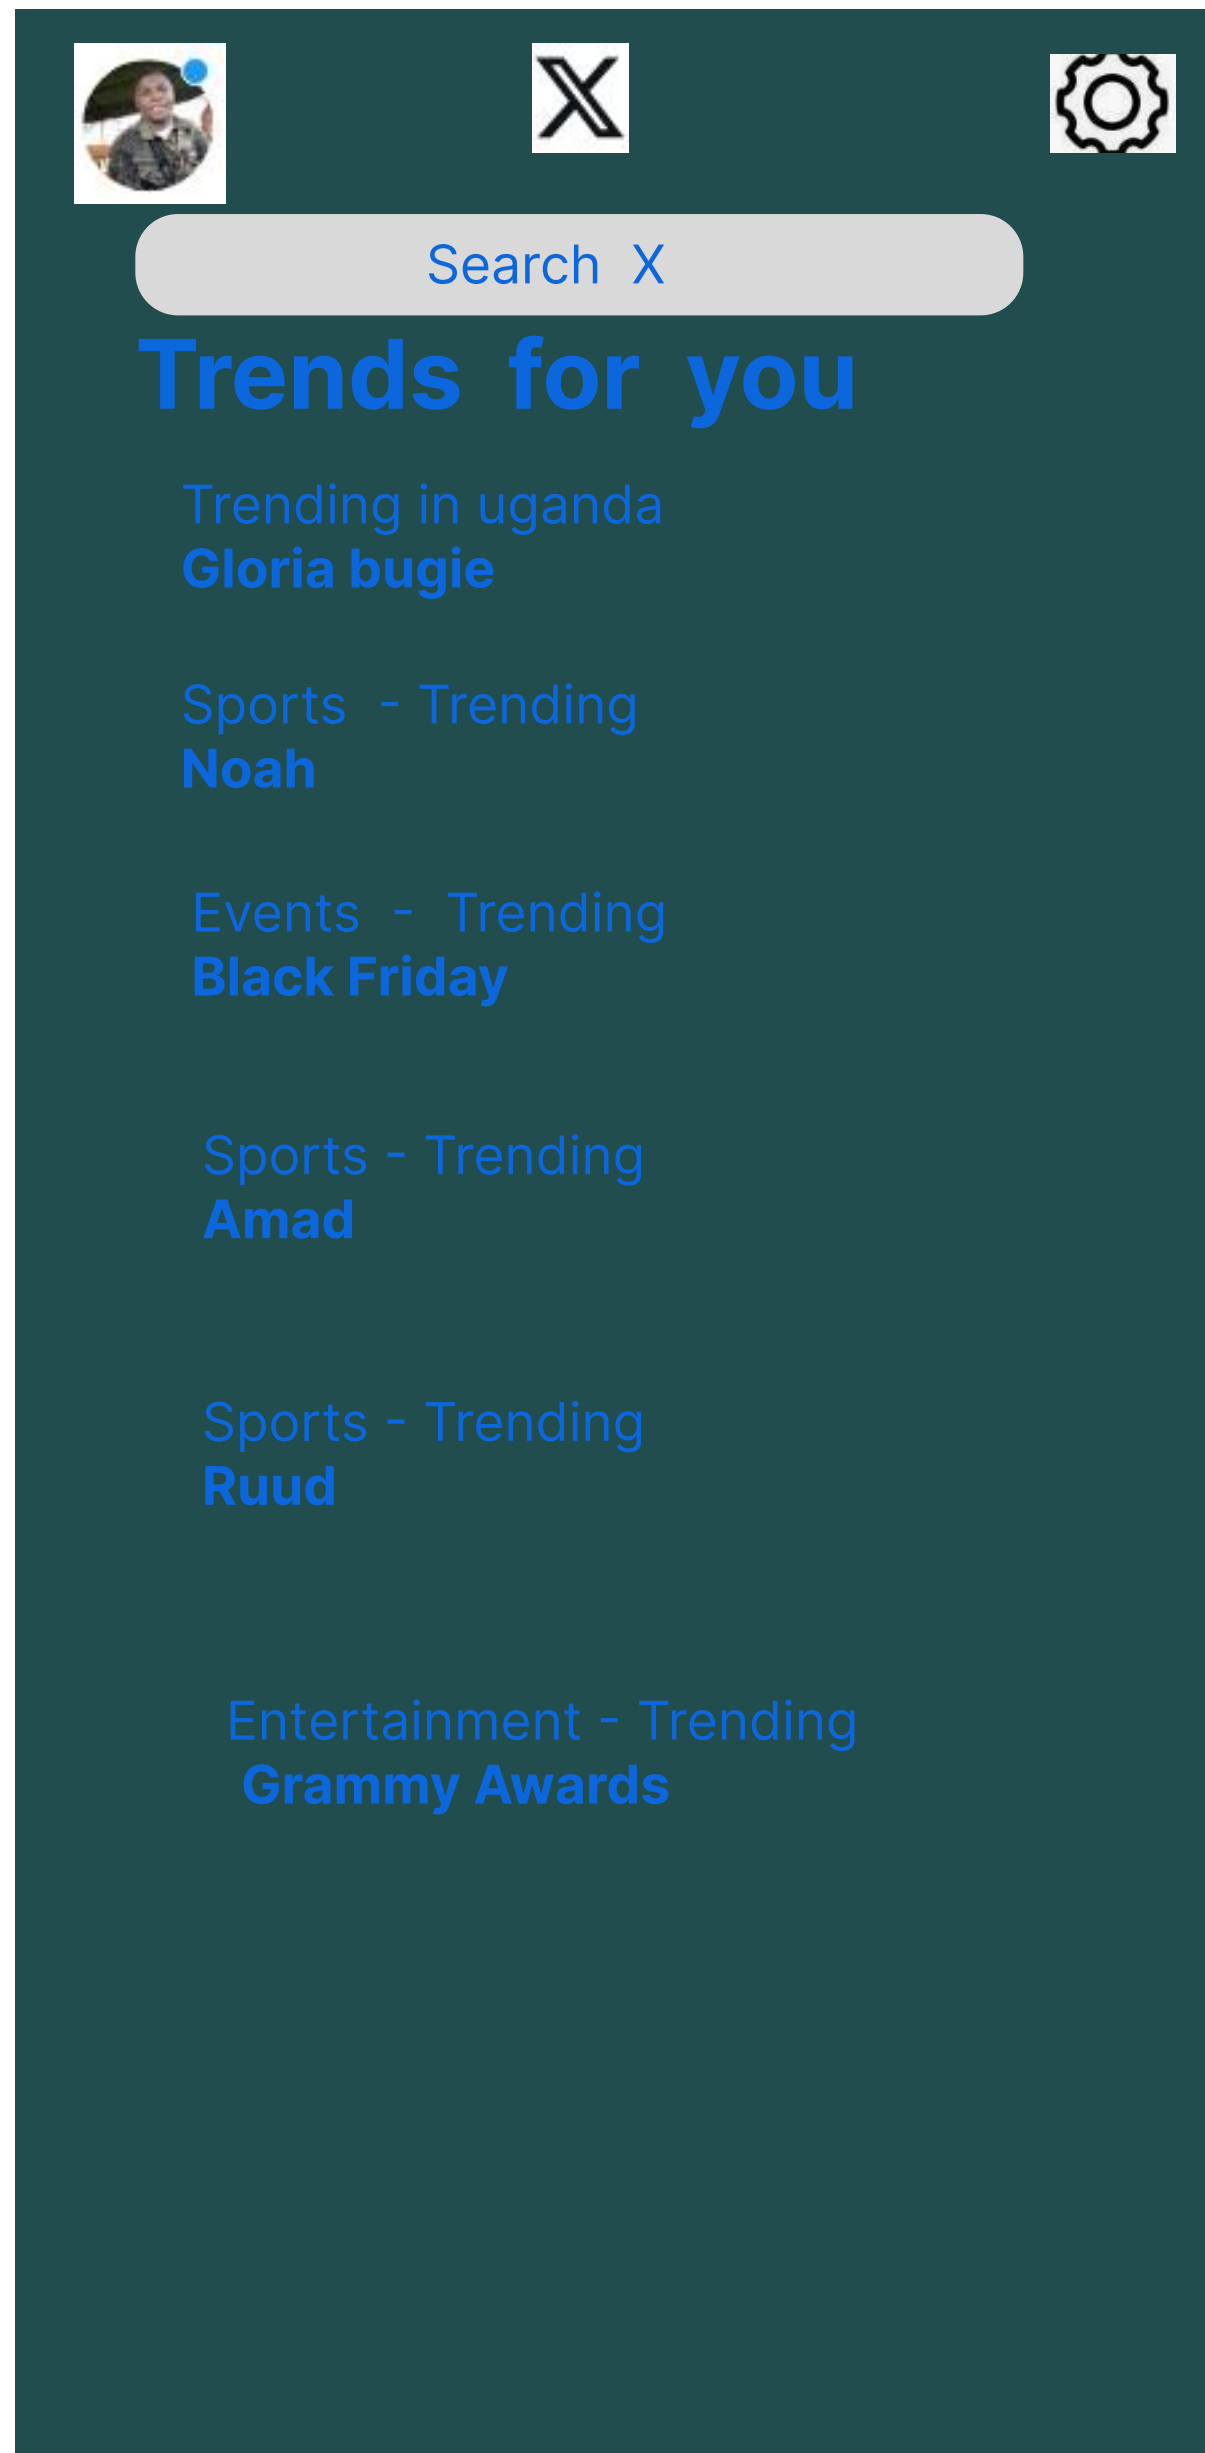 X
Search X
Trends for you
Trending in uganda
Gloria bugie
Sports - Trending
Noah
Events - Trending
Black Friday
Sports - Trending
Amad
Sports - Trending
Ruud
Entertainment - Trending
Grammy Awards